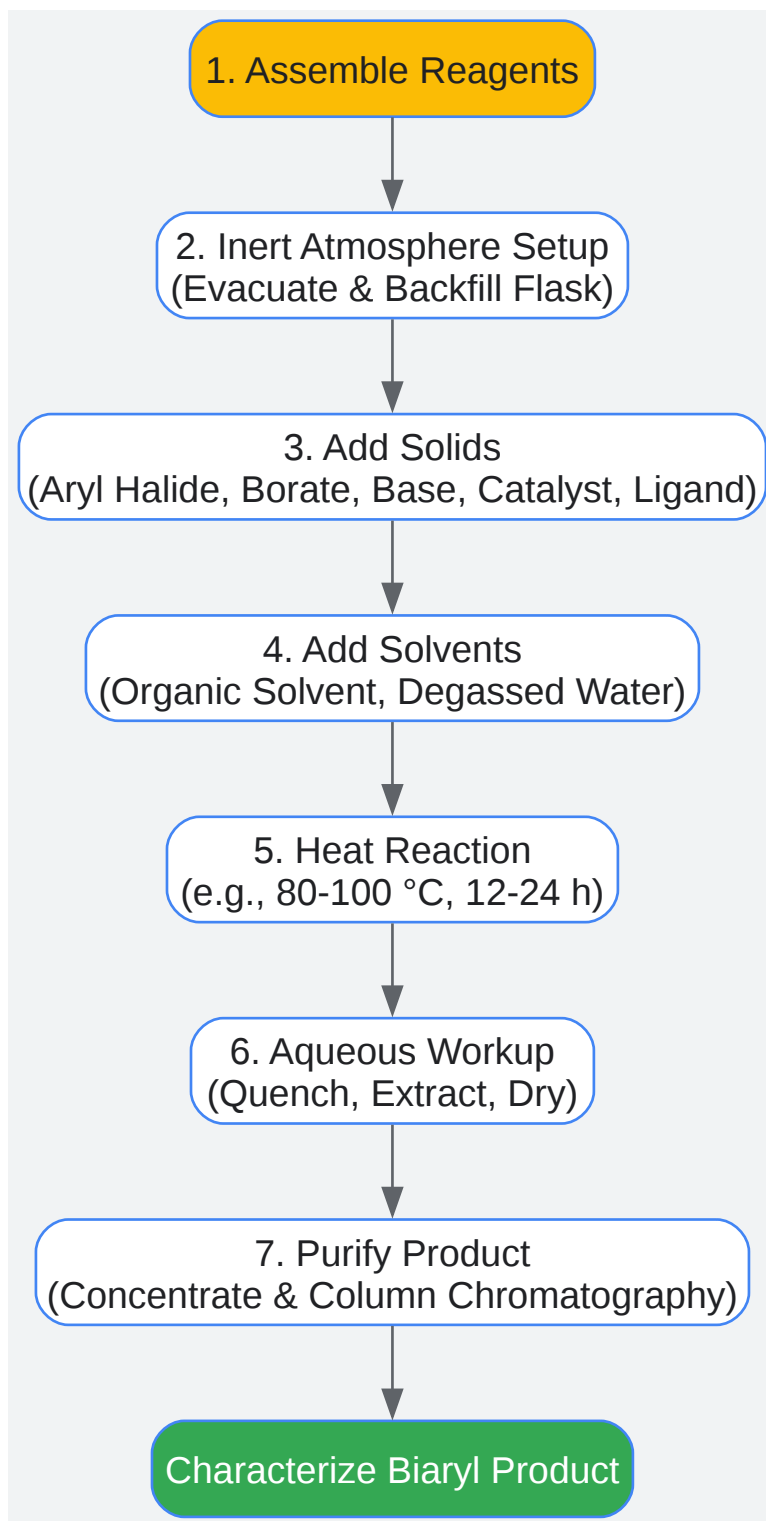 1. Assemble Reagents
2. Inert Atmosphere Setup
(Evacuate & Backfill Flask)
3. Add Solids
(Aryl Halide, Borate, Base, Catalyst, Ligand)
4. Add Solvents
(Organic Solvent, Degassed Water)
5. Heat Reaction
(e.g., 80-100 °C, 12-24 h)
6. Aqueous Workup
(Quench, Extract, Dry)
7. Purify Product
(Concentrate & Column Chromatography)
Characterize Biaryl Product